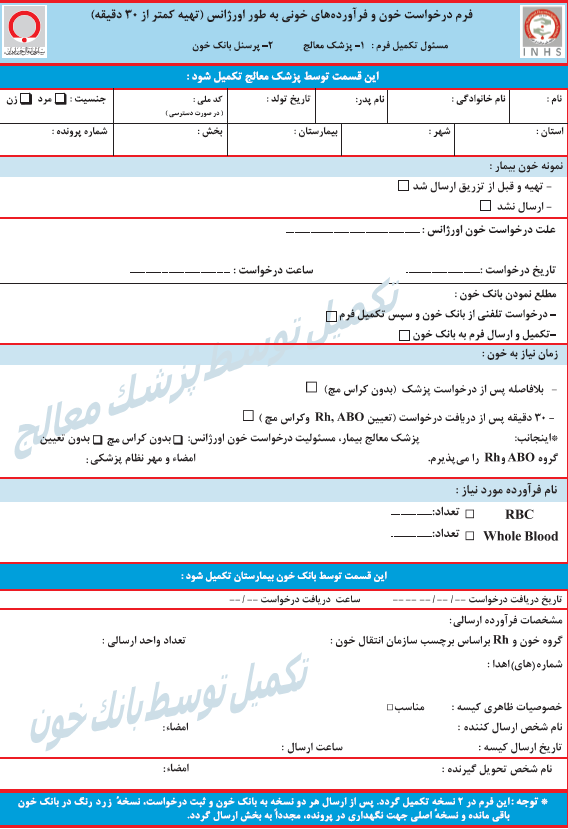 فرم درخواست خون و فرآورده‌های خونی به طور اورژانس (تهیه کمتر از ۳۰ دقیقه)
مسئول تکمیل فرم : ۱- پزشک معالج ۲- پرسنل بانک خون
INHS
این قسمت توسط پزشک معالج تکمیل شود :
نام : نام خانوادگی : نام پدر: تاریخ تولد : کد ملی : جنسیت : مرد زن
( در صورت دسترسی )
استان : شهر : بیمارستان : بخش : شماره پرونده :
نمونه خون بیمار :
- تهیه و قبل از تزریق ارسال شد
- ارسال نشد
علت درخواست خون اورژانس :
تاریخ درخواست : ساعت درخواست :
مطلع نمودن بانک خون :
- درخواست تلفنی از بانک خون و سپس تکمیل فرم
-تکمیل و ارسال فرم به بانک خون
تکمیل توسط پزشک معالج
زمان نیاز به خون :
- بلافاصله پس از درخواست پزشک (بدون کراس مچ)
- ۳۰ دقیقه پس از دریافت درخواست (تعیین Rh, ABO وکراس مچ )
*اینجانب: پزشک معالج بیمار، مسئولیت درخواست خون اورژانس: بدون کراس مچ بدون تعیین
گروه ABO وRh را می‌پذیرم. امضاء و مهر نظام پزشکی :
نام فرآورده مورد نیاز :
RBC تعداد:
Whole Blood تعداد:
این قسمت توسط بانک خون بیمارستان تکمیل شود :
تاریخ دریافت درخواست --/ --/ -- -- ساعت دریافت درخواست --/ --
مشخصات فرآورده ارسالی:
گروه خون و Rh براساس برچسب سازمان انتقال خون : تعداد واحد ارسالی :
شماره(های) اهدا :
تکمیل توسط بانک خون
خصوصیات ظاهری کیسه : مناسب
نام شخص ارسال کننده : امضاء:
تاریخ ارسال کیسه : ساعت ارسال :
نام شخص تحویل گیرنده : امضاء:
* توجه : این فرم در ۲ نسخه تکمیل گردد. پس از ارسال هر دو نسخه به بانک خون و ثبت درخواست، نسخهٔ زرد رنگ در بانک خون
باقی مانده و نسخهٔ اصلی جهت نگهداری در پرونده، مجدداً به بخش ارسال گردد.